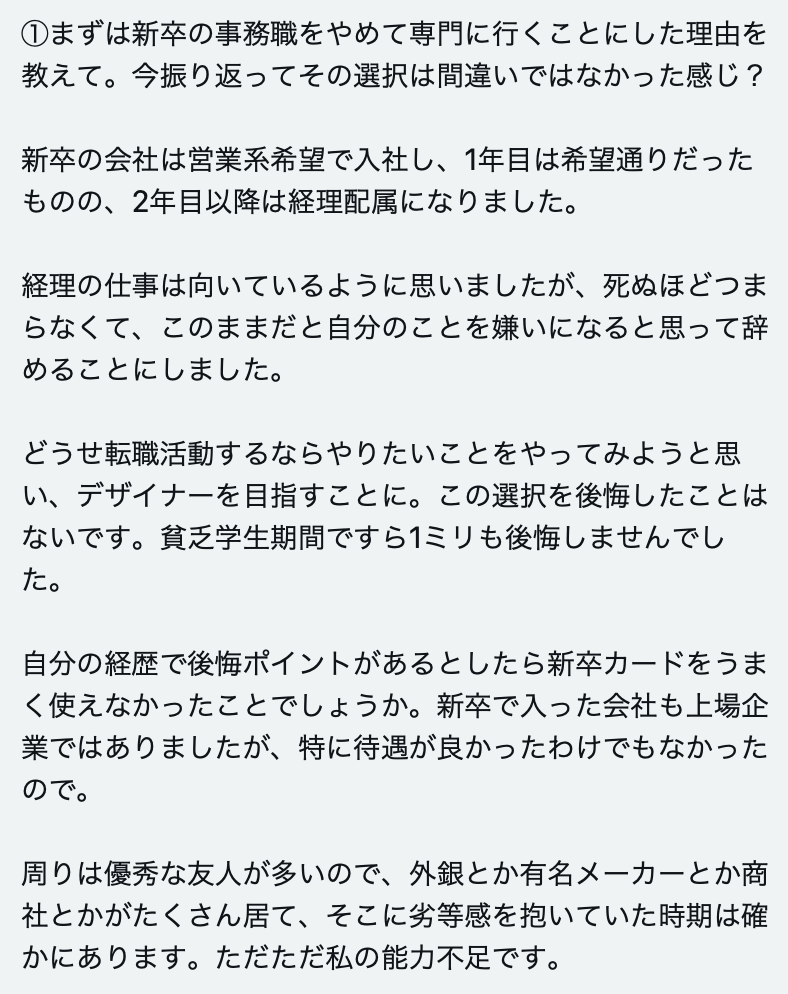 ①まずは新卒の事務職をやめて専門に行くことにした理由を
教えて。今振り返ってその選択は間違いではなかった感じ？
新卒の会社は営業系希望で入社し、1年目は希望通りだった
ものの、2年目以降は経理配属になりました。
経理の仕事は向いているように思いましたが、死ぬほどつま
らなくて、このままだと自分のことを嫌いになると思って辞
めることにしました。
どうせ転職活動するならやりたいことをやってみようと思
い、デザイナーを目指すことに。この選択を後悔したことは
ないです。貧乏学生期間ですら1ミリも後悔しませんでし
た。
自分の経歴で後悔ポイントがあるとしたら新卒カードをうま
く使えなかったことでしょうか。新卒で入った会社も上場企
業ではありましたが、特に待遇が良かったわけでもなかった
ので。
周りは優秀な友人が多いので、外銀とか有名メーカーとか商
社とかがたくさん居て、そこに劣等感を抱いていた時期は確
かにあります。ただただ私の能力不足です。